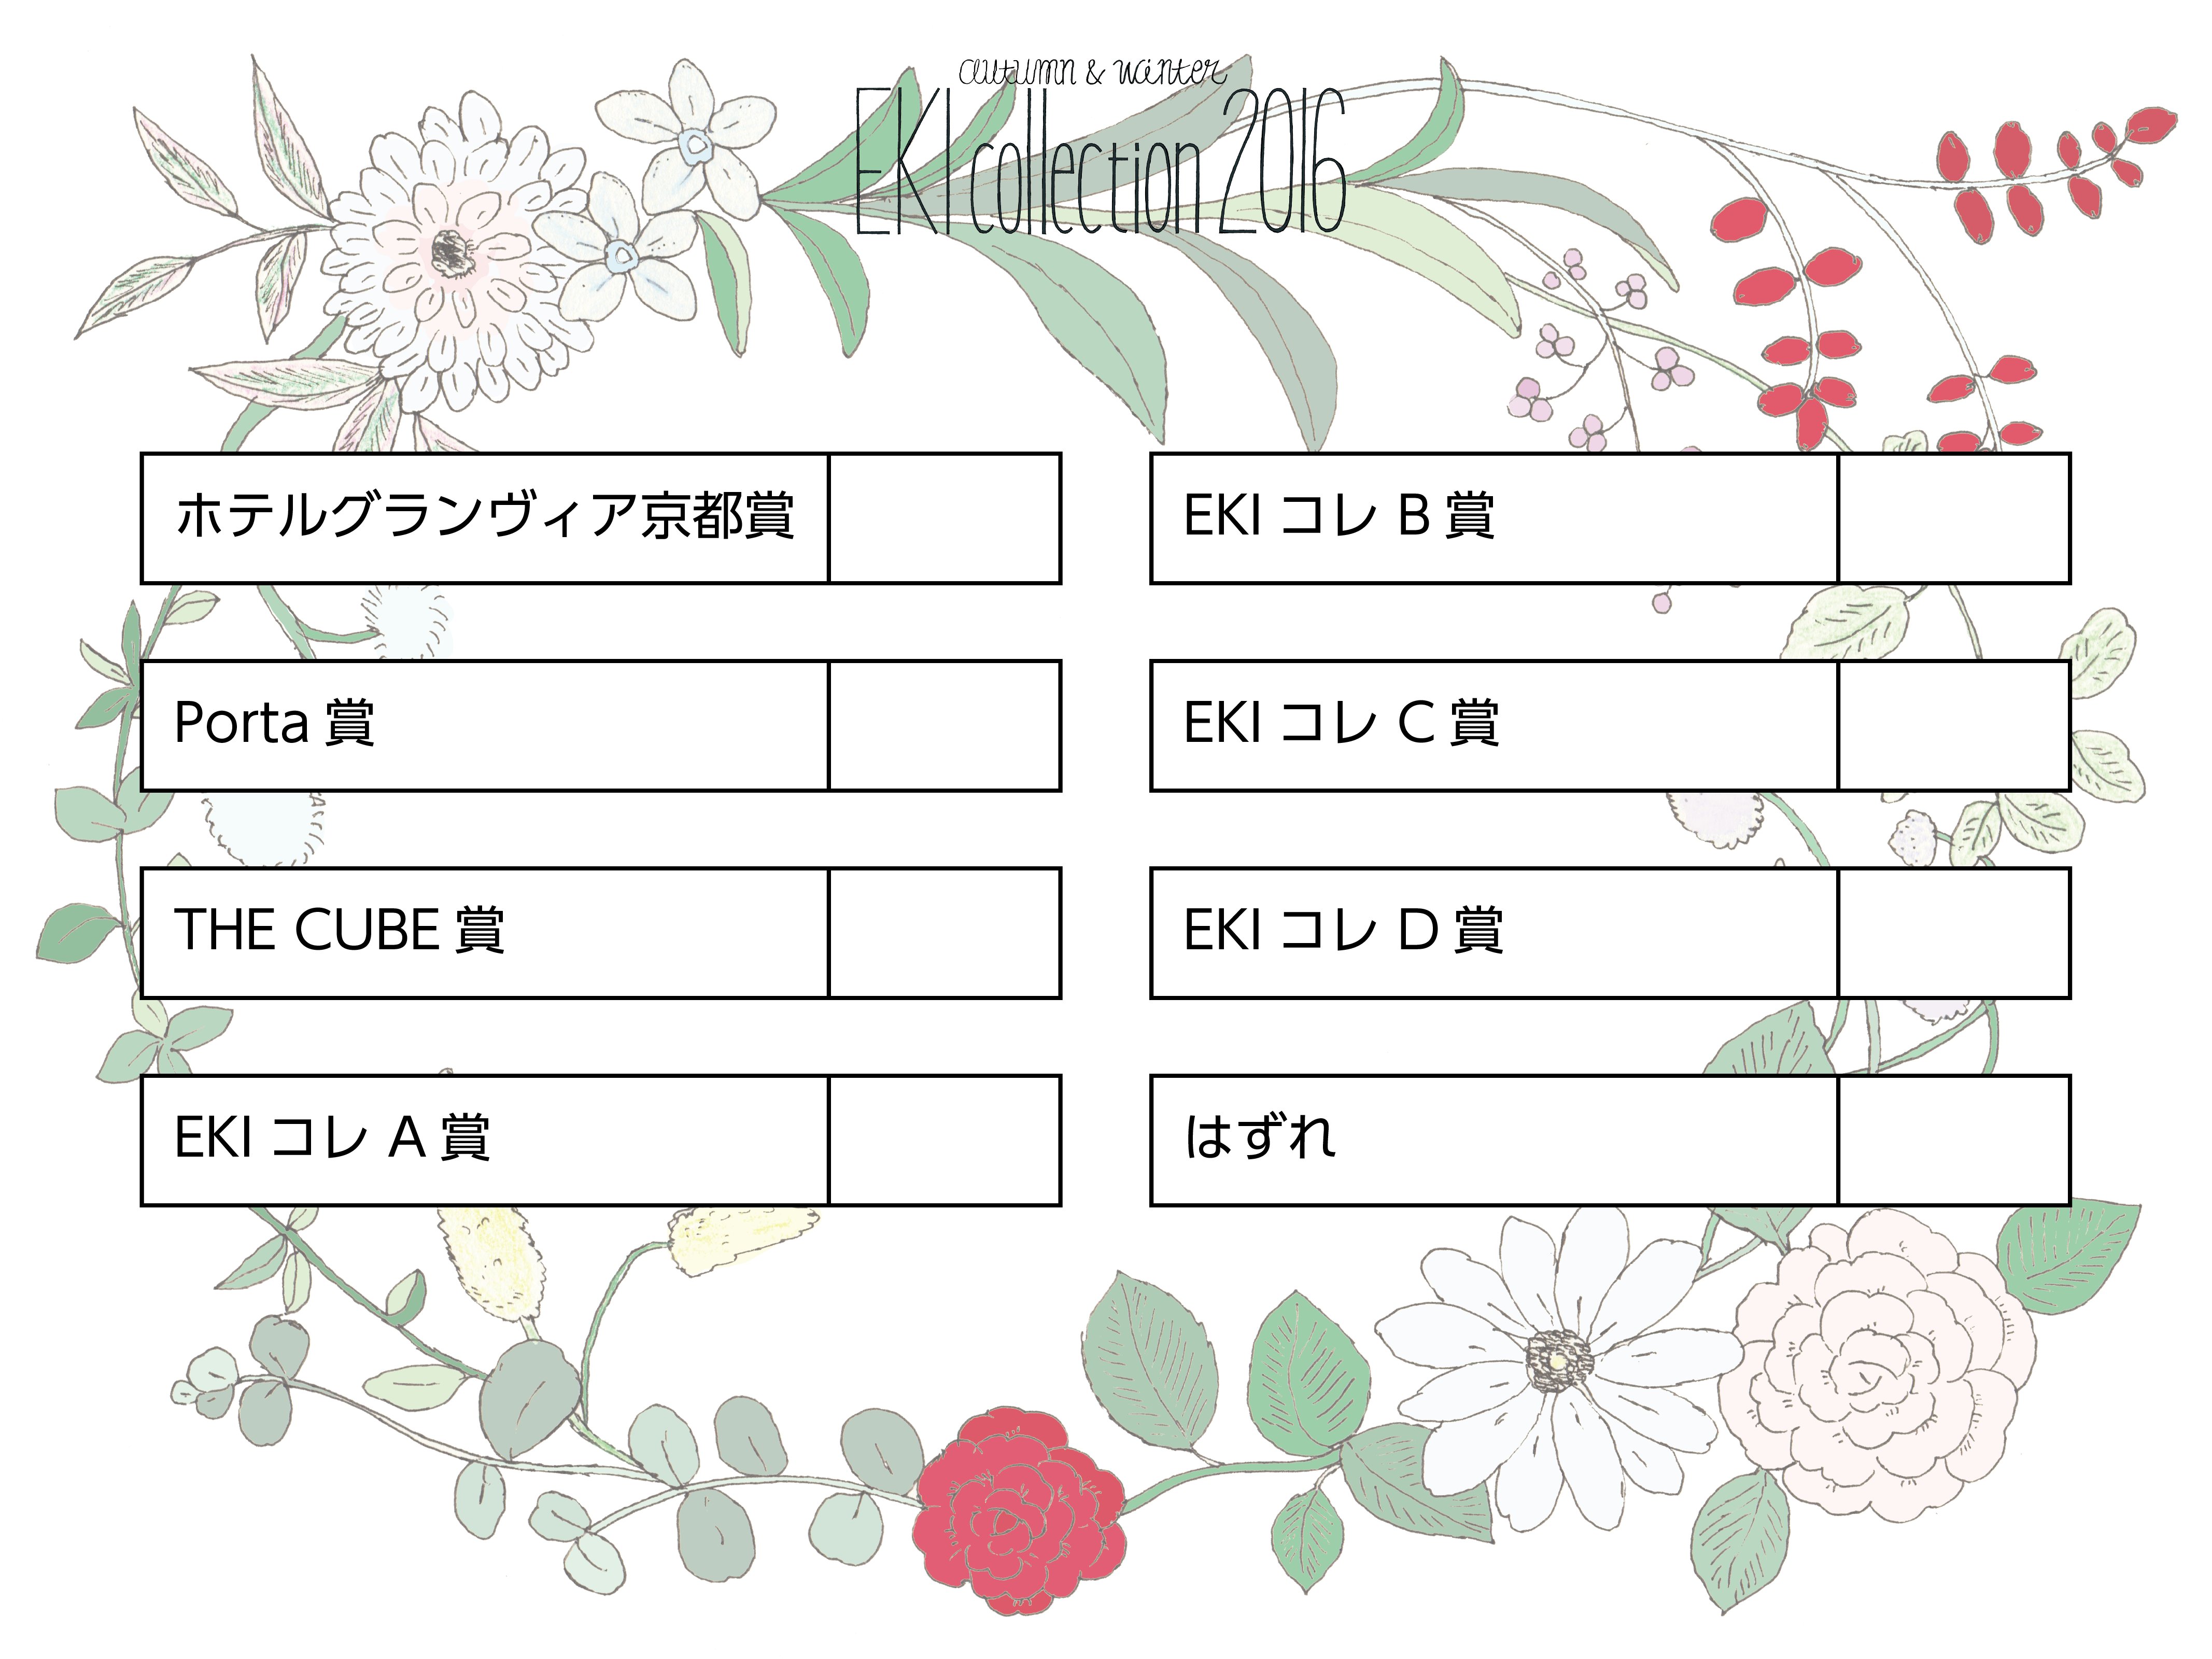 autumn & winter
EKI collection 2016
ホテルグランヴィア京都賞
Porta 賞
THE CUBE 賞
EKI コレ A 賞
EKI コレ B 賞
EKI コレ C 賞
EKI コレ D 賞
はずれ